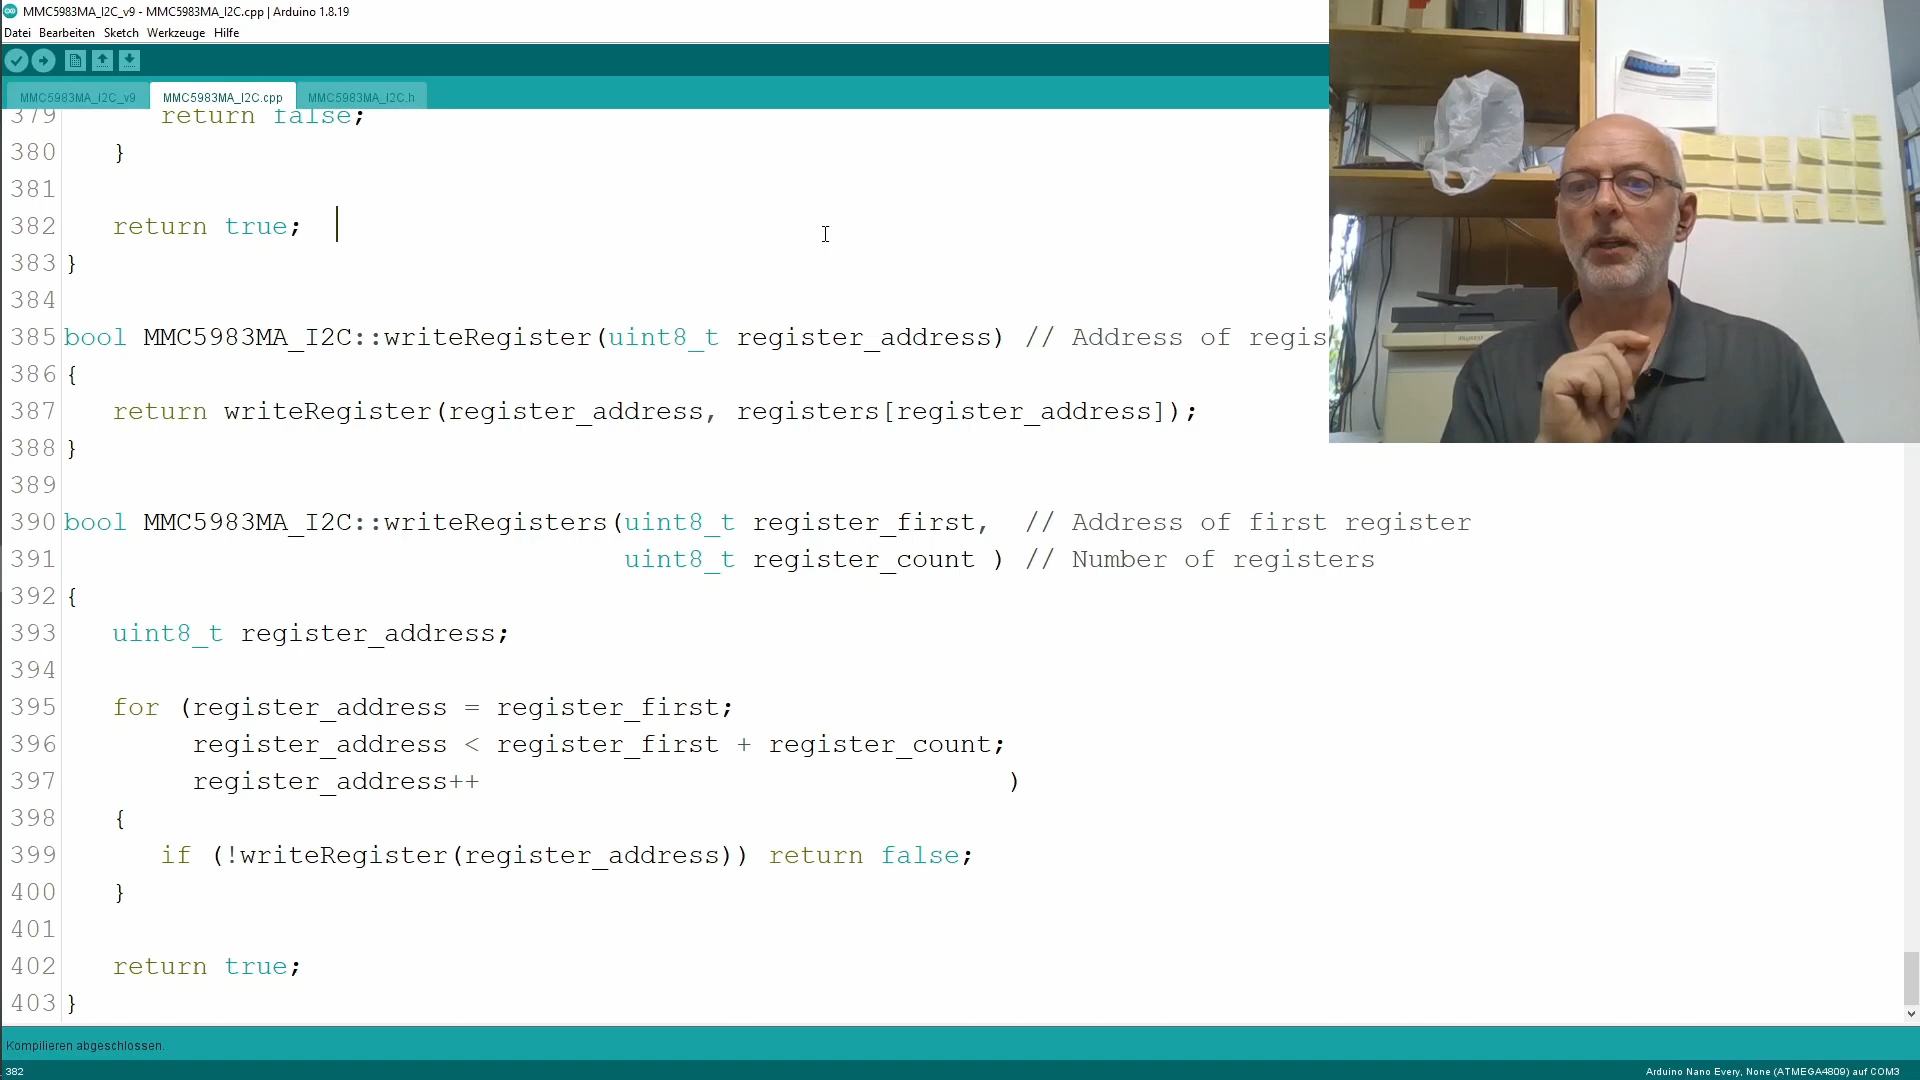 MMC5983MA_I2C_v9 - MMC5983MA_I2C.cpp | Arduino 1.8.19
Datei Bearbeiten Sketch Werkzeuge Hilfe
MMC5983MA_I2C_v9 MMC5983MA_I2C.cpp MMC5983MA_I2C.h
379 return false;
380 }
381
382 return true;
383 }
384
385 bool MMC5983MA_I2C::writeRegister(uint8_t register_address) // Address of regis
386 {
387 return writeRegister(register_address, registers[register_address]);
388 }
389
390 bool MMC5983MA_I2C::writeRegisters(uint8_t register_first, // Address of first register
391 uint8_t register_count ) // Number of registers
392 {
393 uint8_t register_address;
394
395 for (register_address = register_first;
396 register_address < register_first + register_count;
397 register_address++ )
398 {
399 if (!writeRegister(register_address)) return false;
400 }
401
402 return true;
403 }
Kompilieren abgeschlossen.
382 Arduino Nano Every, None (ATMEGA4809) auf COM3